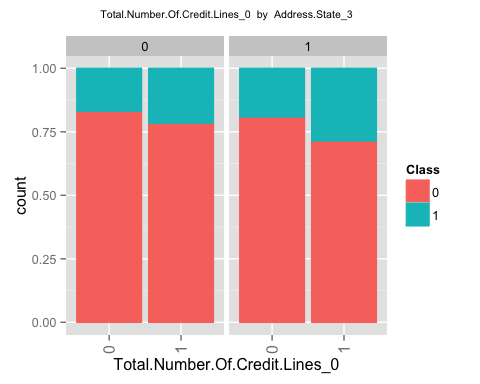 Total.Number.Of.Credit.Lines_0 by Address.State_3
0 1
1.00
0.75
0.50
0.25
0.00
count
0 1 0 1
Total.Number.Of.Credit.Lines_0
Class
0
1